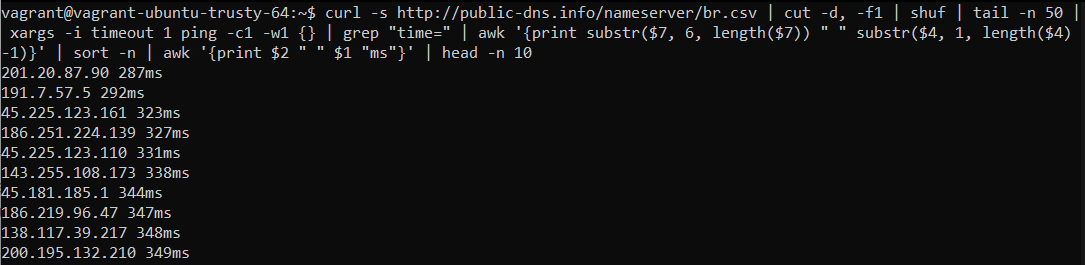 vagrant@vagrant-ubuntu-trusty-64:~$ curl -s http://public-dns.info/nameserver/br.csv | cut -d, -f1 | shuf | tail -n 50 |
 xargs -i timeout 1 ping -c1 -w1 {} | grep "time=" | awk '{print substr($7, 6, length($7)) " " substr($4, 1, length($4)
-1)}' | sort -n | awk '{print $2 " " $1 "ms"}' | head -n 10
201.20.87.90 287ms
191.7.57.5 292ms
45.225.123.161 323ms
186.251.224.139 327ms
45.225.123.110 331ms
143.255.108.173 338ms
45.181.185.1 344ms
186.219.96.47 347ms
138.117.39.217 348ms
200.195.132.210 349ms